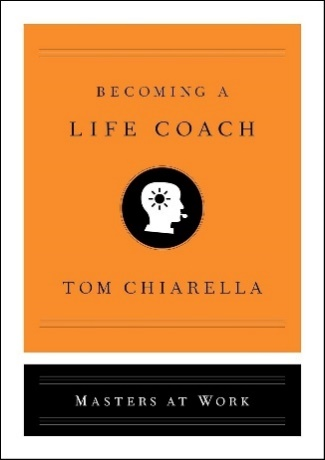 BECOMING A
LIFE COACH
TOM CHIARELLA
MASTERS AT WORK